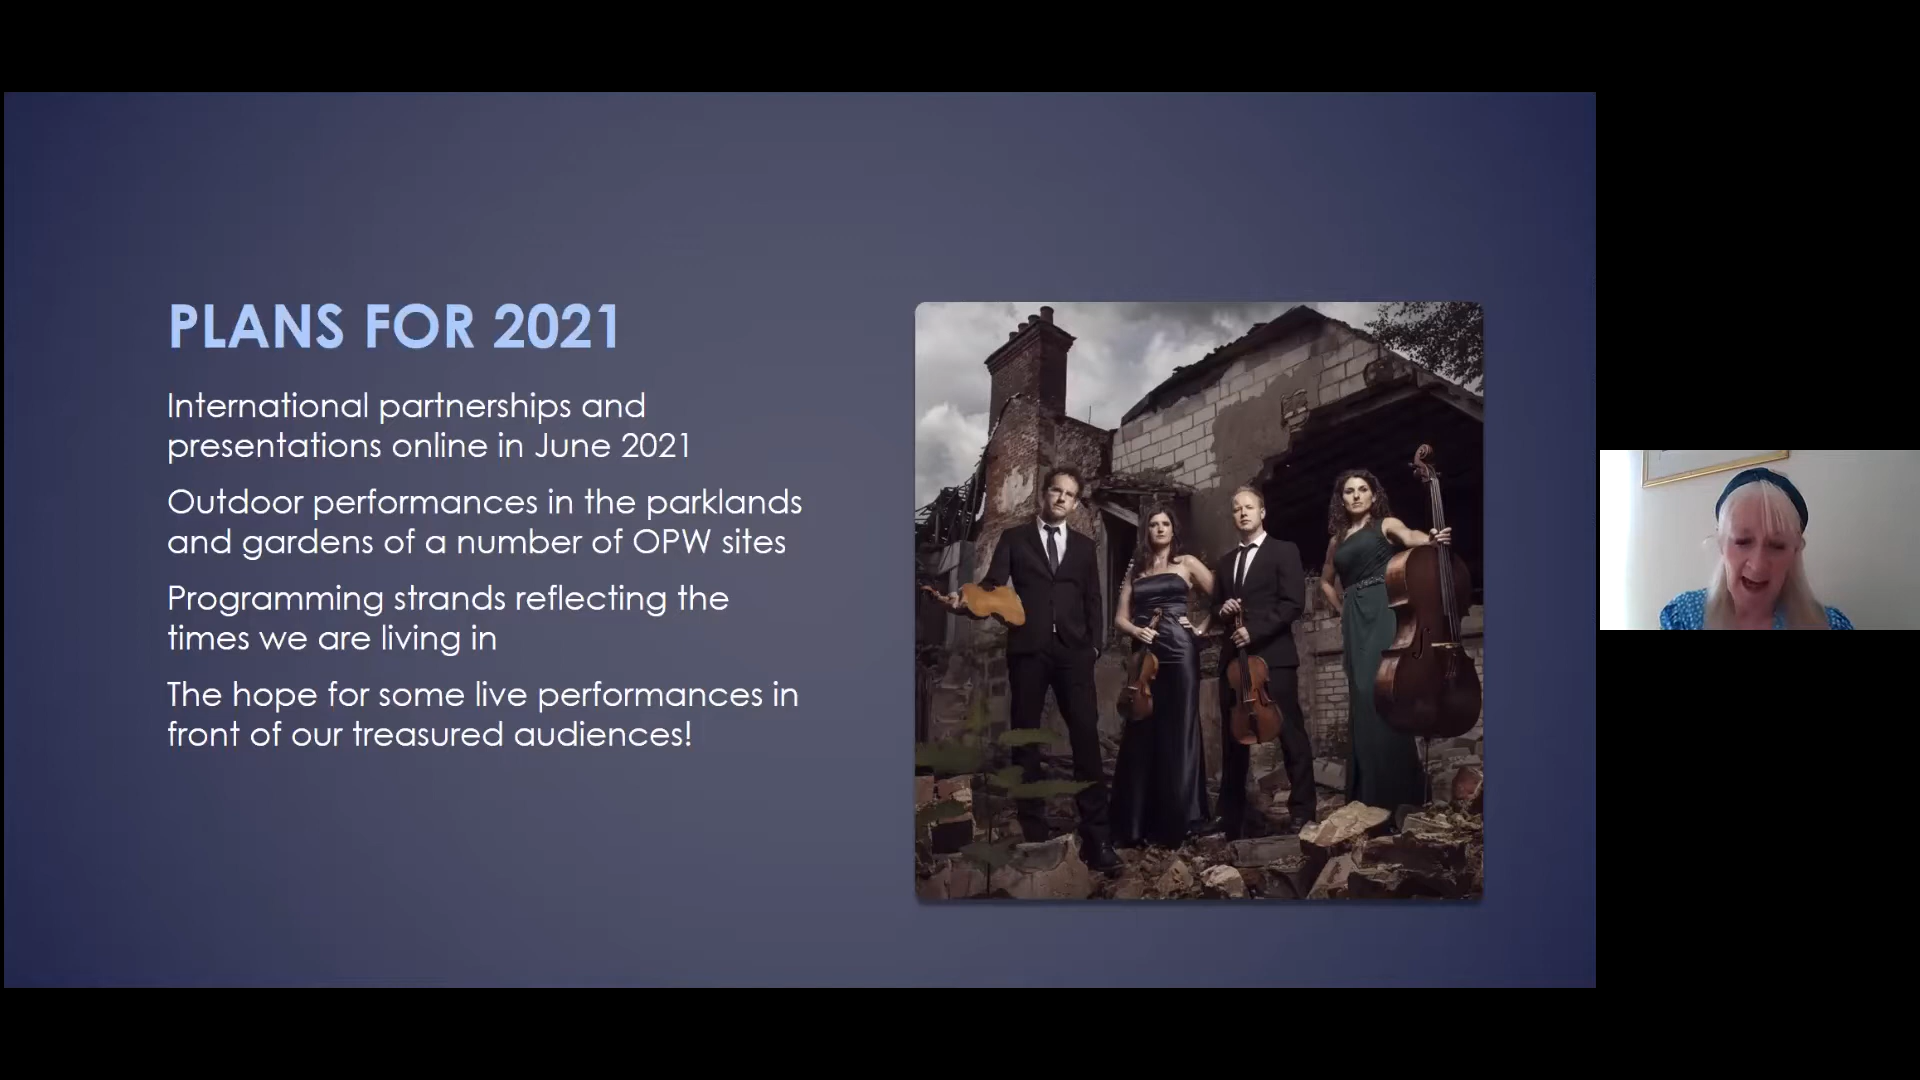 PLANS FOR 2021
International partnerships and
presentations online in June 2021
Outdoor performances in the parklands
and gardens of a number of OPW sites
Programming strands reflecting the
times we are living in
The hope for some live performances in
front of our treasured audiences!